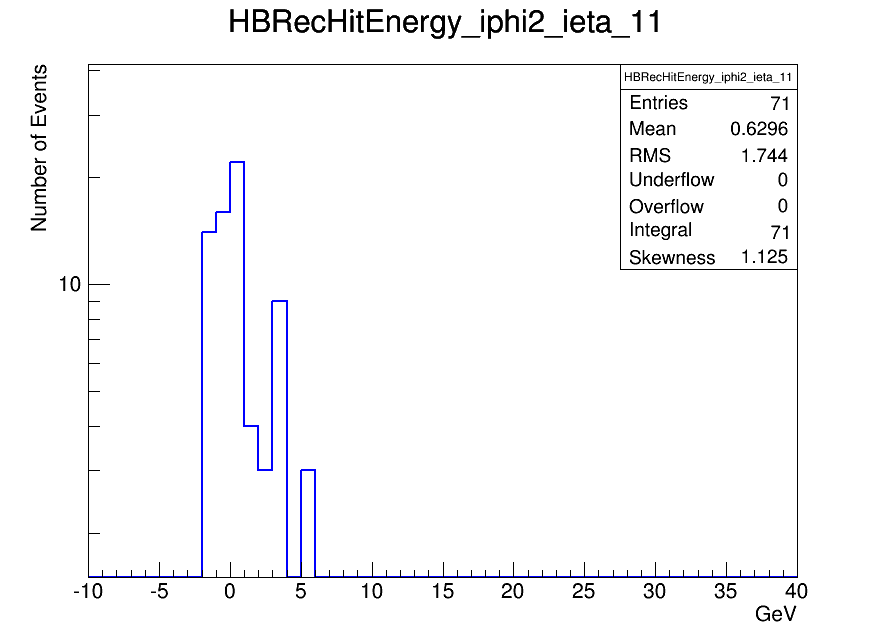 HBRecHitEnergy_iphi2_ieta_11
Number of Events
10
HBRecHitEnergy_iphi2_ieta_11
Entries 71
Mean 0.6296
RMS 1.744
Underflow 0
Overflow 0
Integral 71
Skewness 1.125
-10 -5 0 5 10 15 20 25 30 35 40
GeV